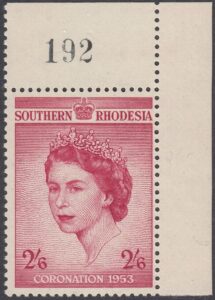 192
SOUTHERN RHODESIA
2/6 2/6
CORONATION 1953